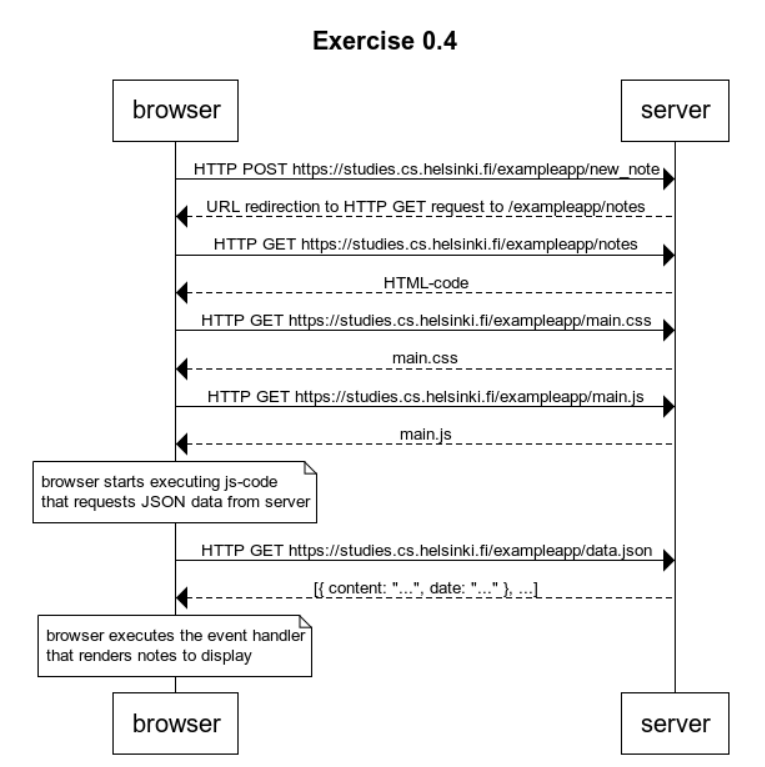 Exercise 0.4
browser
server
HTTP POST https://studies.cs.helsinki.fi/exampleapp/new_note
URL redirection to HTTP GET request to /exampleapp/notes
HTTP GET https://studies.cs.helsinki.fi/exampleapp/notes
HTML-code
HTTP GET https://studies.cs.helsinki.fi/exampleapp/main.css
main.css
HTTP GET https://studies.cs.helsinki.fi/exampleapp/main.js
main.js
browser starts executing js-code
that requests JSON data from server
HTTP GET https://studies.cs.helsinki.fi/exampleapp/data.json
[{ content: "...", date: "..." }, ...]
browser executes the event handler
that renders notes to display
browser
server